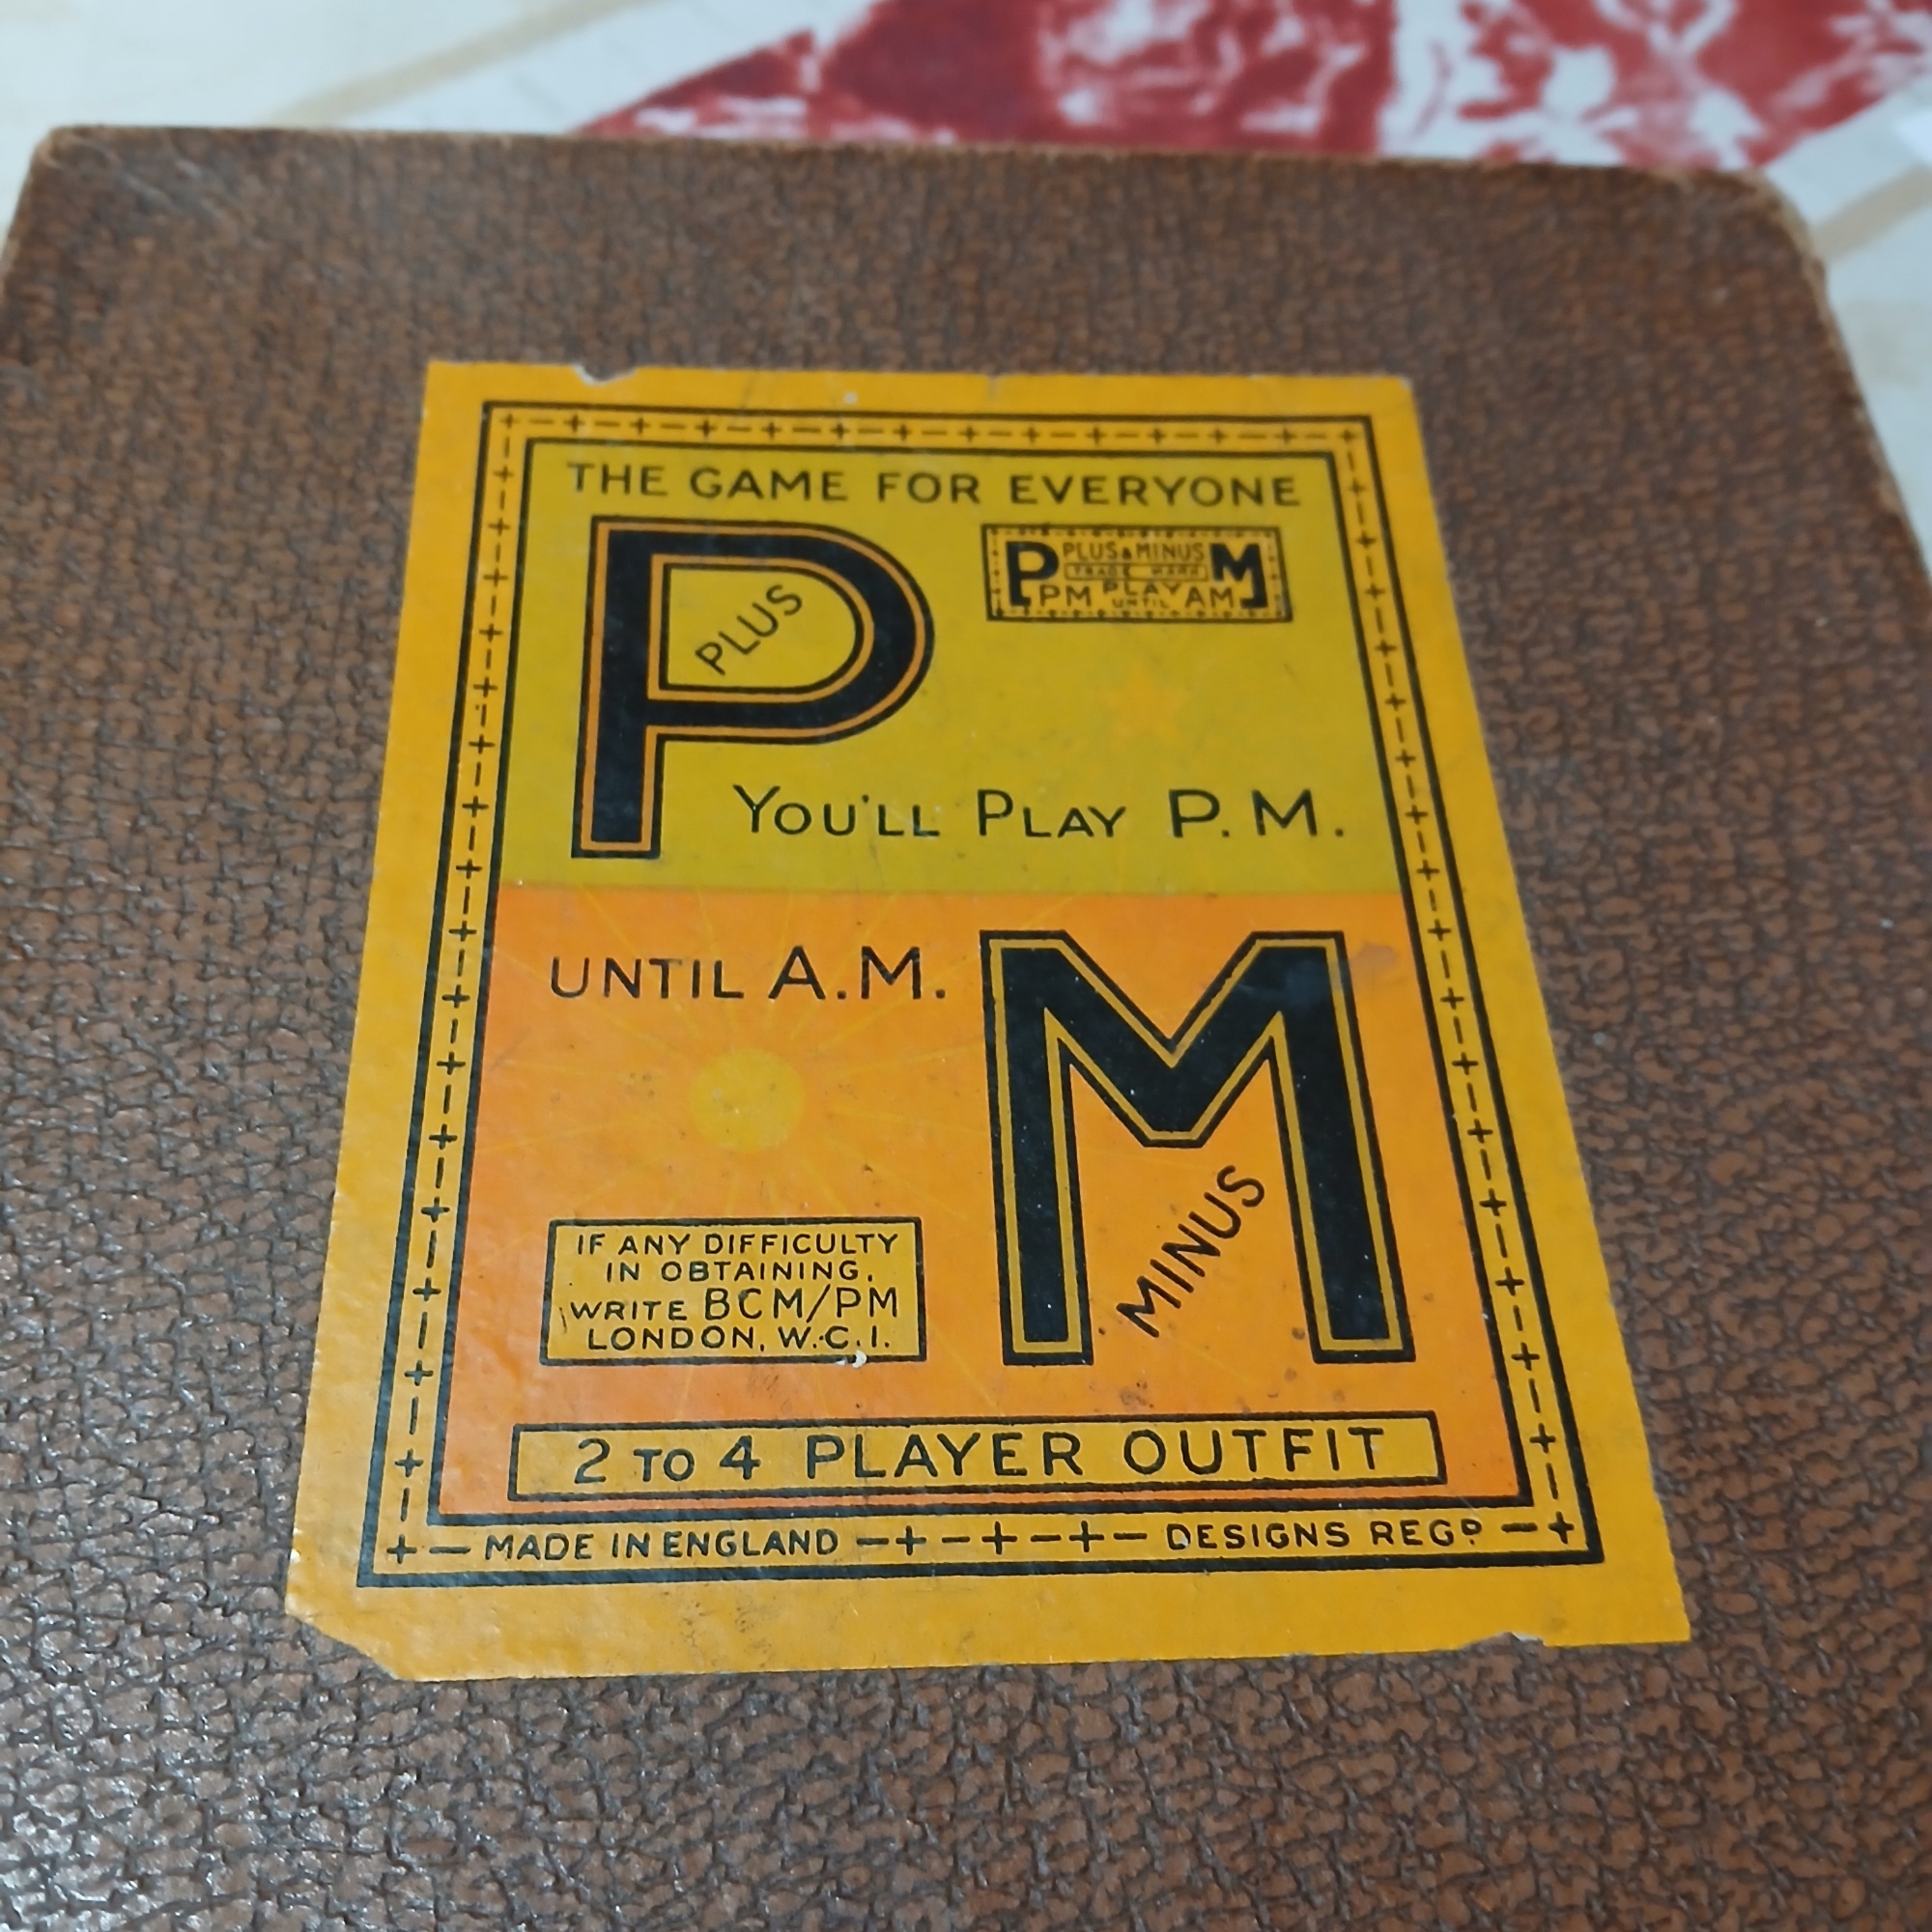 THE GAME FOR EVERYONE
P
PLUS
P PLUS & MINUS M
TRADE MARK
PM PLAY UNTIL AM
YOU'LL PLAY P.M.
UNTIL A.M.
M
MINUS
IF ANY DIFFICULTY
IN OBTAINING,
WRITE BCM/PM
LONDON, W.C.1.
2 TO 4 PLAYER OUTFIT
MADE IN ENGLAND DESIGNS REGD